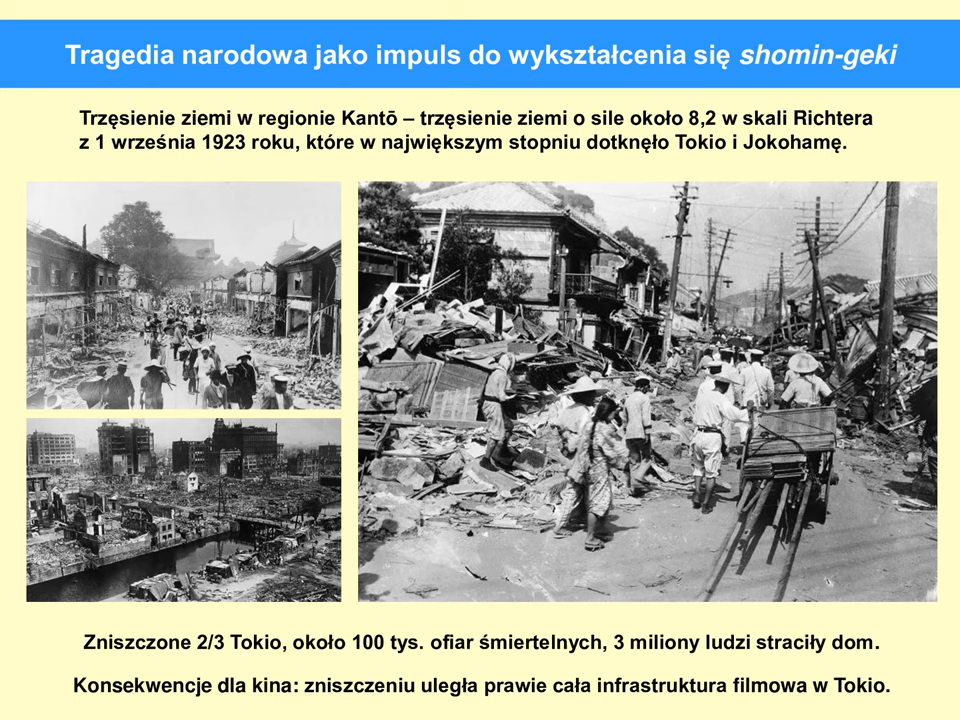 Tragedia narodowa jako impuls do wykształcenia się shomin-geki
Trzęsienie ziemi w regionie Kantō – trzęsienie ziemi o sile około 8,2 w skali Richtera
z 1 września 1923 roku, które w największym stopniu dotknęło Tokio i Jokohamę.
Zniszczone 2/3 Tokio, około 100 tys. ofiar śmiertelnych, 3 miliony ludzi straciły dom.
Konsekwencje dla kina: zniszczeniu uległa prawie cała infrastruktura filmowa w Tokio.